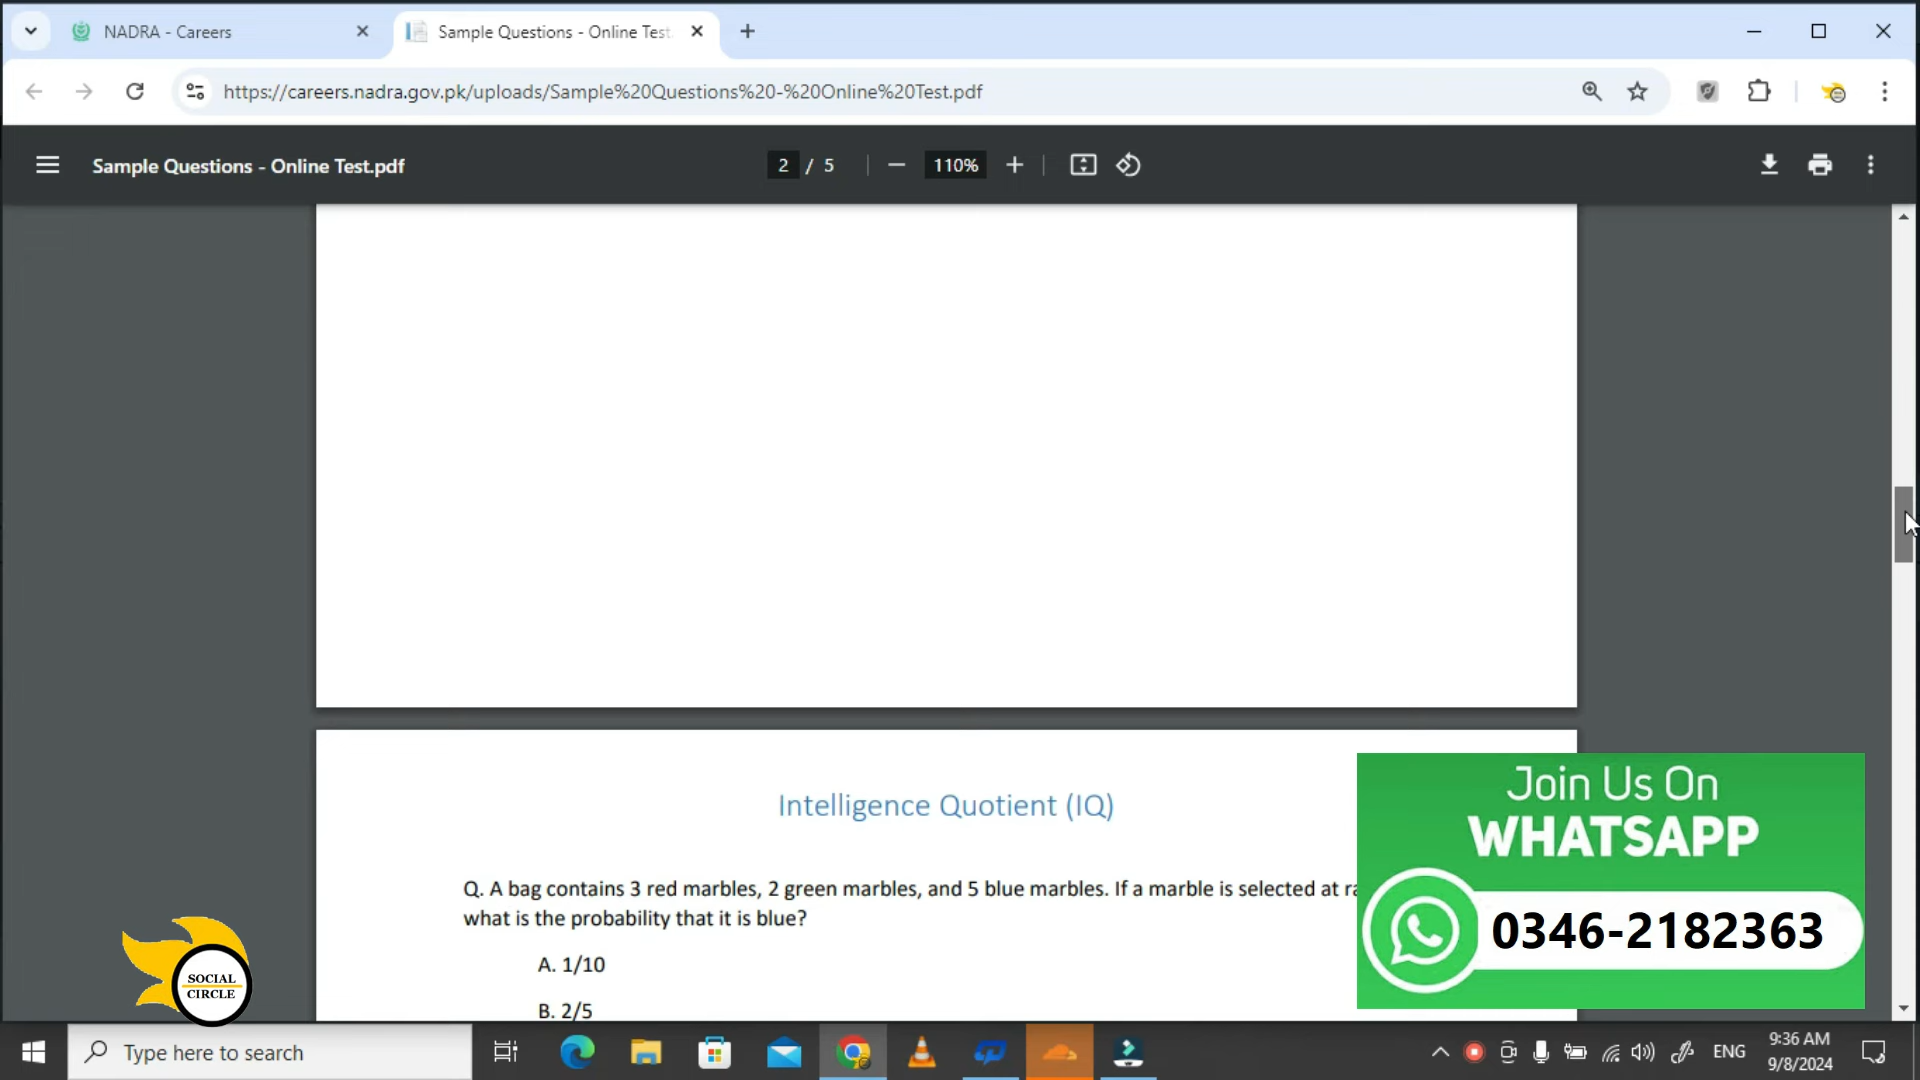 NADRA - Careers
Sample Questions - Online Test
https://careers.nadra.gov.pk/uploads/Sample%20Questions%20-%20Online%20Test.pdf
Sample Questions - Online Test.pdf
2 / 5
110%
Intelligence Quotient (IQ)
Q. A bag contains 3 red marbles, 2 green marbles, and 5 blue marbles. If a marble is selected at ra
what is the probability that it is blue?
A. 1/10
B. 2/5
Join Us On
WHATSAPP
0346-2182363
SOCIAL
CIRCLE
Type here to search
ENG
9:36 AM
9/8/2024